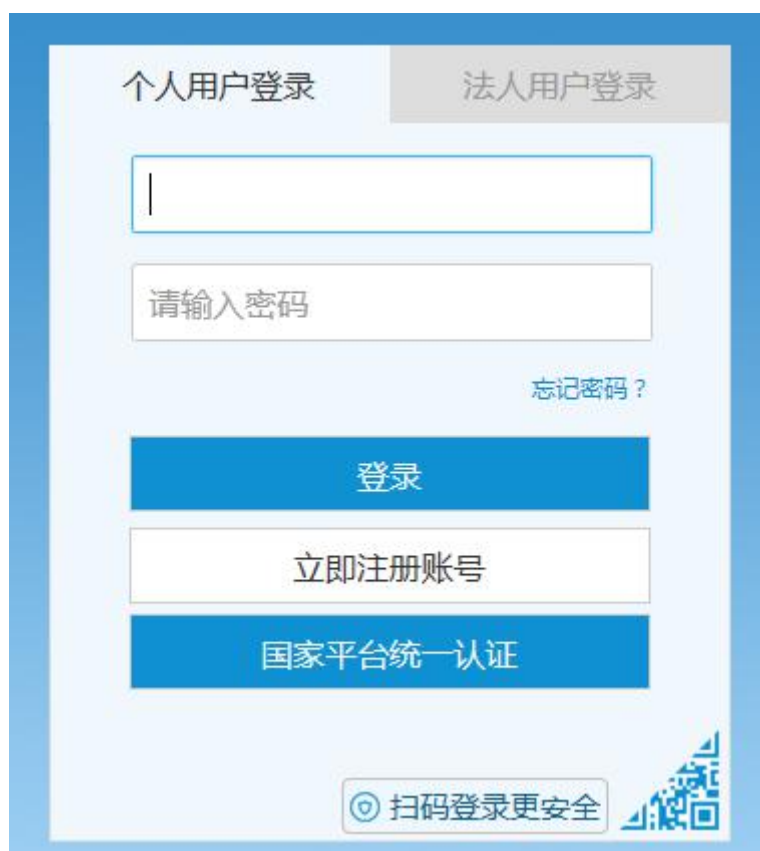 个人用户登录 法人用户登录
请输入密码
忘记密码？
登录
立即注册账号
国家平台统一认证
扫码登录更安全